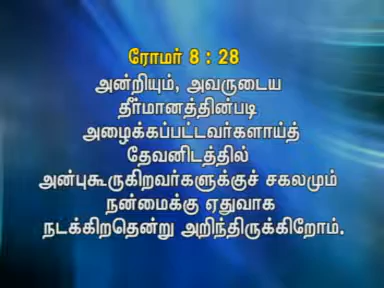 ரோமர் 8 : 28
அன்றியும், அவருடைய
தீர்மானத்தின்படி
அழைக்கப்பட்டவர்களாய்த்
தேவனிடத்தில்
அன்புகூருகிறவர்களுக்குச் சகலமும்
நன்மைக்கு ஏதுவாக
நடக்கிறதென்று அறிந்திருக்கிறோம்.